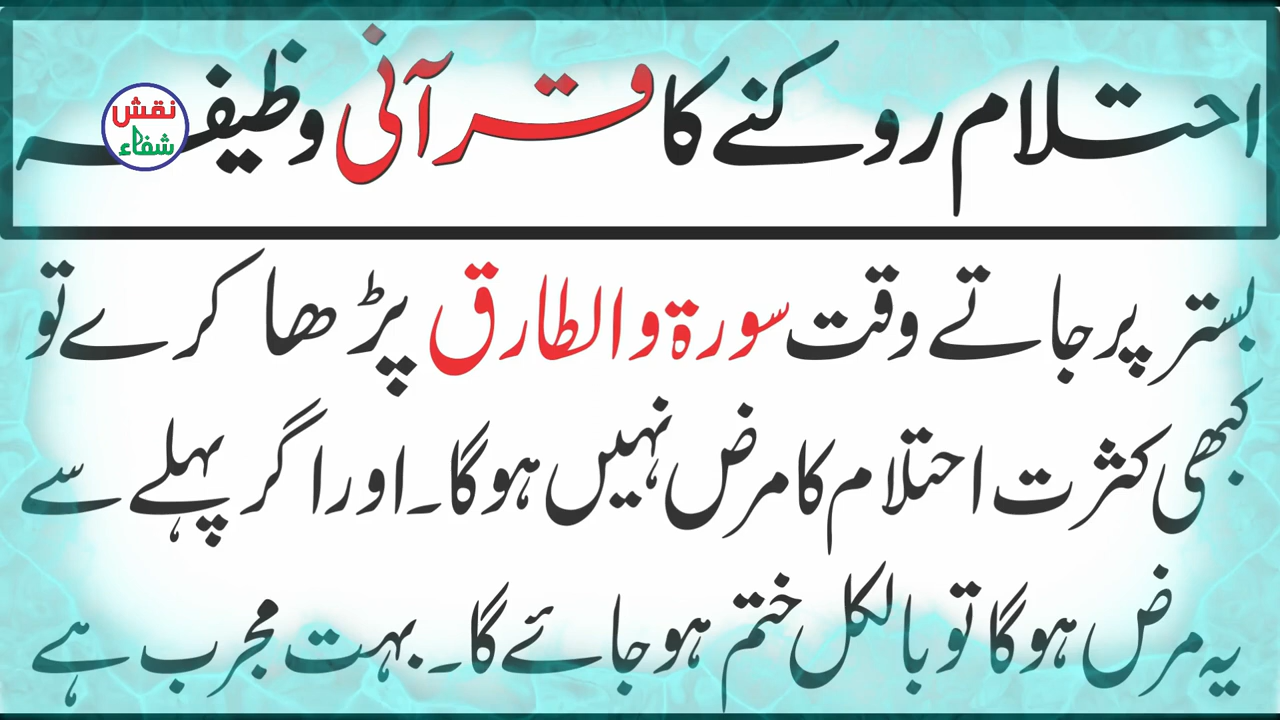 احتلام روکنے کا قرآنی وظیفہ
نقش
شفاء
بستر پر جاتے وقت سورۃ والطارق پڑھا کرے تو
کبھی کثرت احتلام کا مرض نہیں ہوگا۔ اور اگر پہلے سے
یہ مرض ہوگا تو بالکل ختم ہو جائے گا۔ بہت مجرب ہے